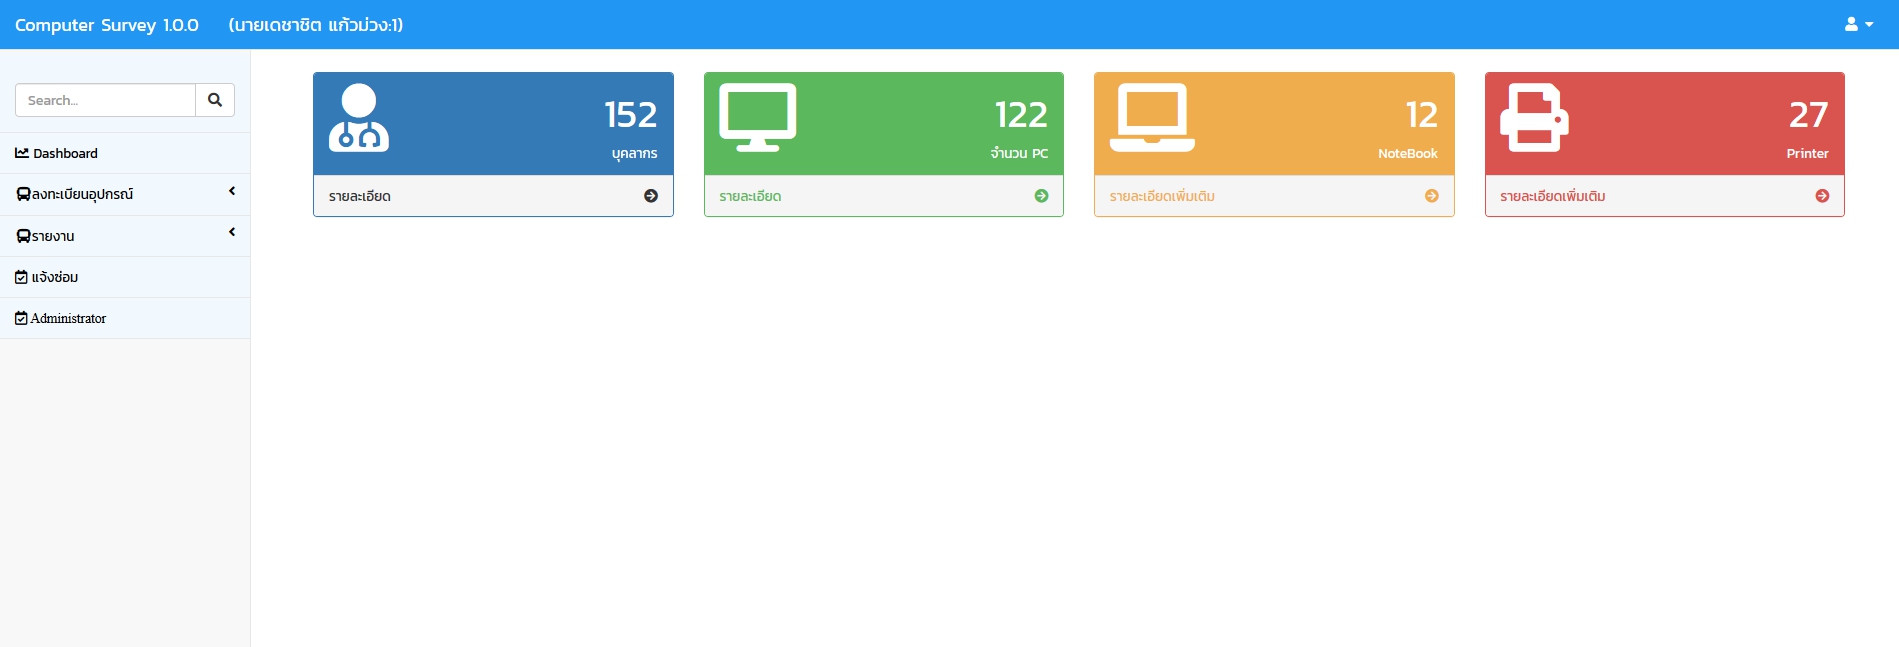 Computer Survey 1.0.0 (นายเดชาชิต แก้วม่วง:1)
Search...
Dashboard
ลงทะเบียนอุปกรณ์
รายงาน
แจ้งซ่อม
Administrator
152
บุคลากร
รายละเอียด
122
จำนวน PC
รายละเอียด
12
NoteBook
รายละเอียดเพิ่มเติม
27
Printer
รายละเอียดเพิ่มเติม